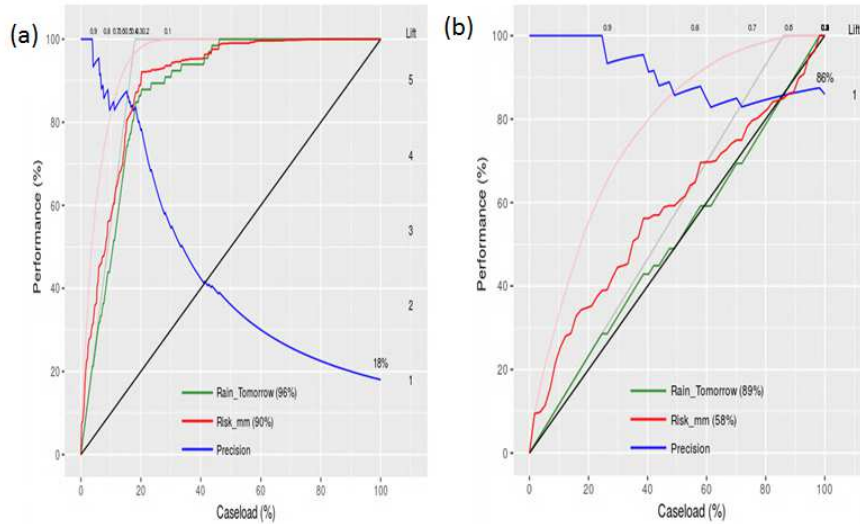 (a)
0.9 0.8 0.1
Lift
100
80
60
40
20
0
Performance (%)
5
4
3
2
1
18%
Rain_Tomorrow (96%)
Risk_mm (90%)
Precision
0 20 40 60 80 100
Caseload (%)
(b)
0.9 0.8 0.7
Lift
100
80
60
40
20
0
Performance (%)
86%
1
Rain_Tomorrow (89%)
Risk_mm (58%)
Precision
0 20 40 60 80 100
Caseload (%)